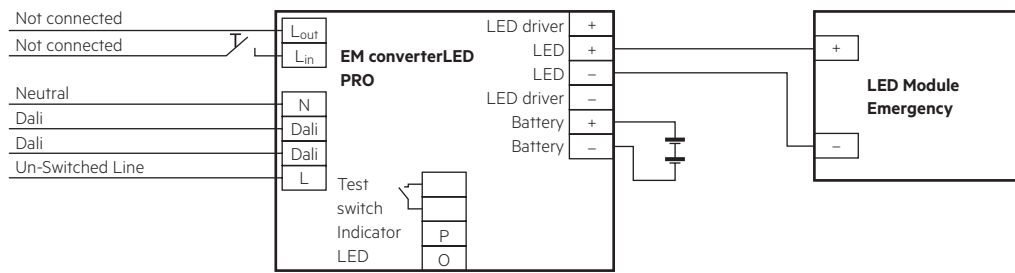 Not connected
Not connected
Neutral
Dali
Dali
Un-Switched Line
Lout
Lin
N
Dali
Dali
L
EM converterLED
PRO
Test
switch
Indicator
LED
P
O
LED driver +
LED +
LED –
LED driver –
Battery +
Battery –
+
–
LED Module
Emergency